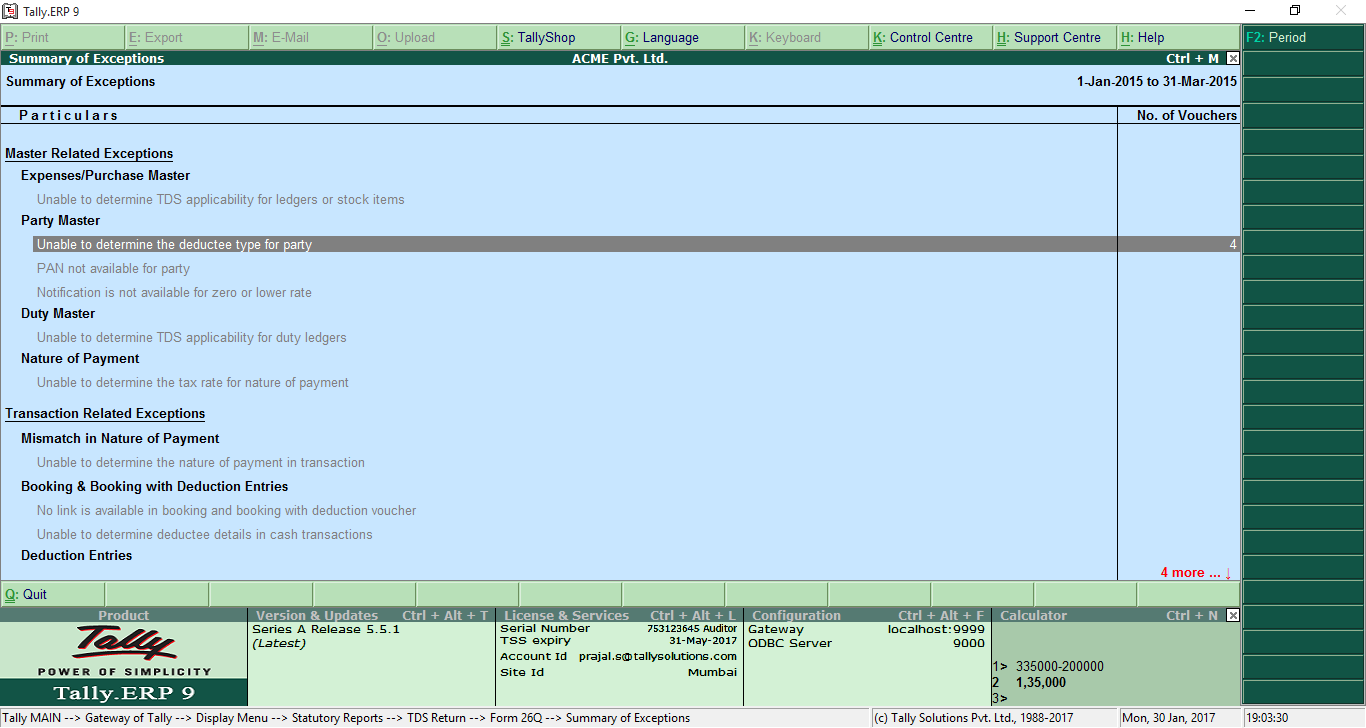 Tally.ERP 9
P: Print E: Export M: E-Mail O: Upload S: TallyShop G: Language K: Keyboard K: Control Centre H: Support Centre H: Help F2: Period
Summary of Exceptions ACME Pvt. Ltd. Ctrl + M
Summary of Exceptions 1-Jan-2015 to 31-Mar-2015
Particulars No. of Vouchers
Master Related Exceptions
Expenses/Purchase Master
Unable to determine TDS applicability for ledgers or stock items
Party Master
Unable to determine the deductee type for party 4
PAN not available for party
Notification is not available for zero or lower rate
Duty Master
Unable to determine TDS applicability for duty ledgers
Nature of Payment
Unable to determine the tax rate for nature of payment
Transaction Related Exceptions
Mismatch in Nature of Payment
Unable to determine the nature of payment in transaction
Booking & Booking with Deduction Entries
No link is available in booking and booking with deduction voucher
Unable to determine deductee details in cash transactions
Deduction Entries
4 more ... ↓
Q: Quit
Product Version & Updates Ctrl + Alt + T License & Services Ctrl + Alt + L Configuration Ctrl + Alt + F Calculator Ctrl + N
Tally
POWER OF SIMPLICITY
Tally.ERP 9
Series A Release 5.5.1
(Latest)
Serial Number 753123645 Auditor
TSS expiry 31-May-2017
Account Id prajal.s@tallysolutions.com
Site Id Mumbai
Gateway localhost:9999
ODBC Server 9000
1> 335000-200000
2 1,35,000
3>
Tally MAIN --> Gateway of Tally --> Display Menu --> Statutory Reports --> TDS Return --> Form 26Q --> Summary of Exceptions (c) Tally Solutions Pvt. Ltd., 1988-2017 Mon, 30 Jan, 2017 19:03:30